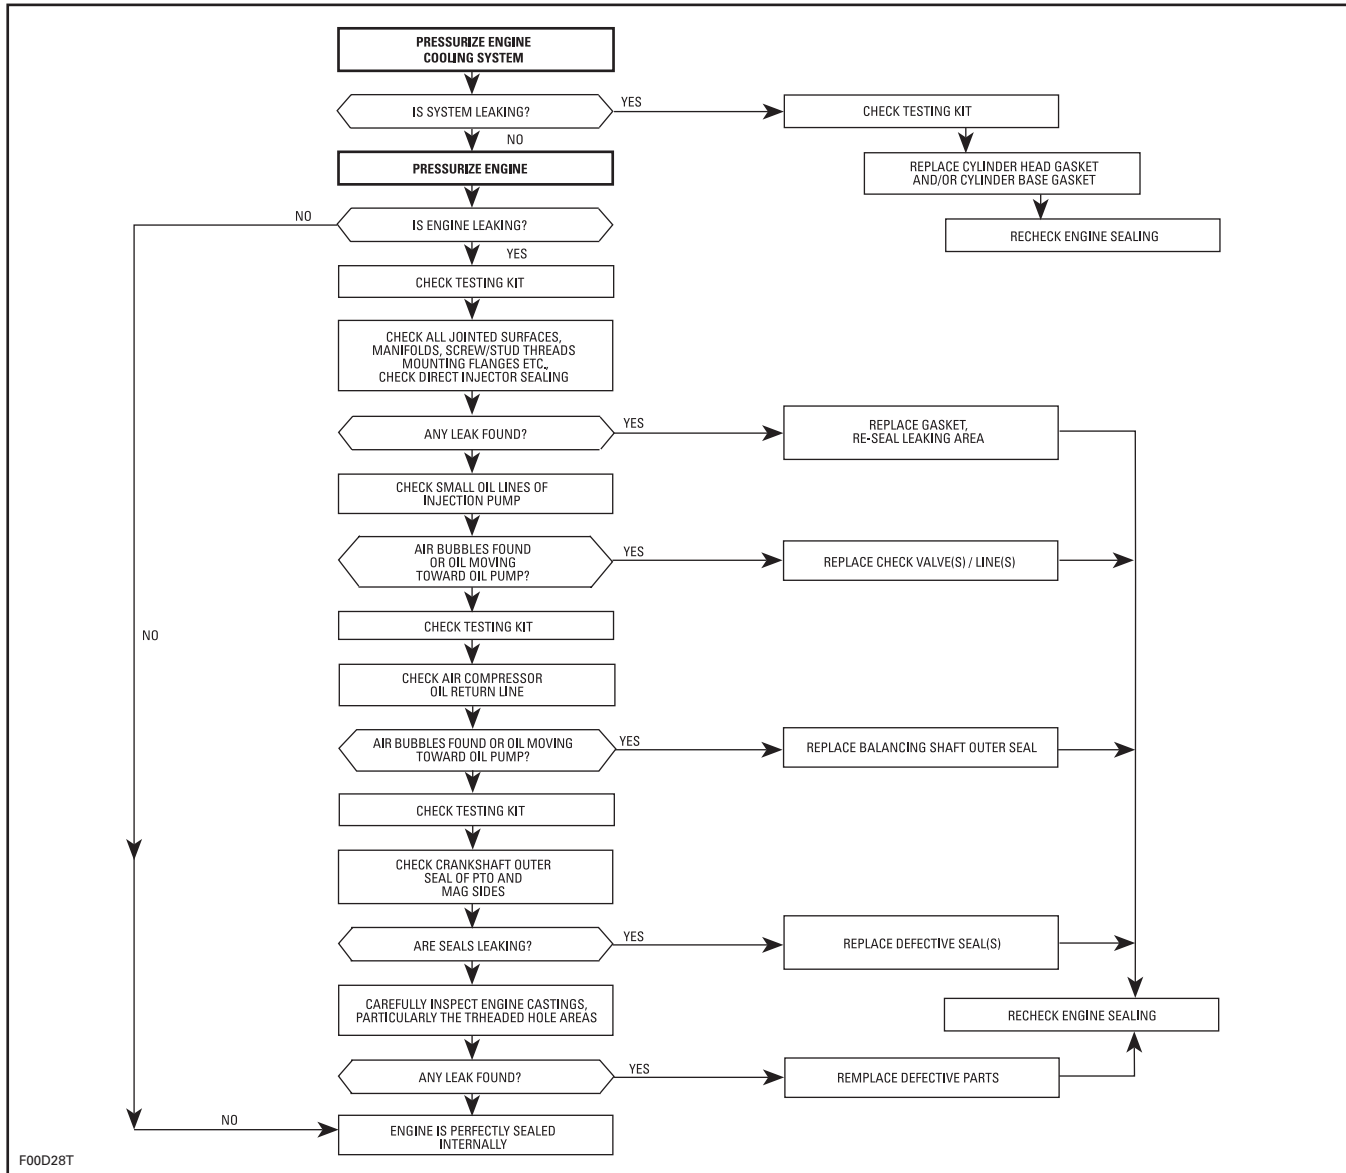 PRESSURIZE ENGINE
COOLING SYSTEM
IS SYSTEM LEAKING?
YES
CHECK TESTING KIT
NO
REPLACE CYLINDER HEAD GASKET
AND/OR CYLINDER BASE GASKET
PRESSURIZE ENGINE
NO
IS ENGINE LEAKING?
RECHECK ENGINE SEALING
YES
CHECK TESTING KIT
CHECK ALL JOINTED SURFACES,
MANIFOLDS, SCREW/STUD THREADS
MOUNTING FLANGES ETC.,
CHECK DIRECT INJECTOR SEALING
ANY LEAK FOUND?
YES
REPLACE GASKET,
RE-SEAL LEAKING AREA
CHECK SMALL OIL LINES OF
INJECTION PUMP
AIR BUBBLES FOUND
OR OIL MOVING
TOWARD OIL PUMP?
YES
REPLACE CHECK VALVE(S) / LINE(S)
CHECK TESTING KIT
NO
CHECK AIR COMPRESSOR
OIL RETURN LINE
AIR BUBBLES FOUND OR OIL MOVING
TOWARD OIL PUMP?
YES
REPLACE BALANCING SHAFT OUTER SEAL
CHECK TESTING KIT
CHECK CRANKSHAFT OUTER
SEAL OF PTO AND
MAG SIDES
ARE SEALS LEAKING?
YES
REPLACE DEFECTIVE SEAL(S)
CAREFULLY INSPECT ENGINE CASTINGS,
PARTICULARLY THE TRHEADED HOLE AREAS
RECHECK ENGINE SEALING
ANY LEAK FOUND?
YES
REMPLACE DEFECTIVE PARTS
NO
ENGINE IS PERFECTLY SEALED
INTERNALLY
F00D28T